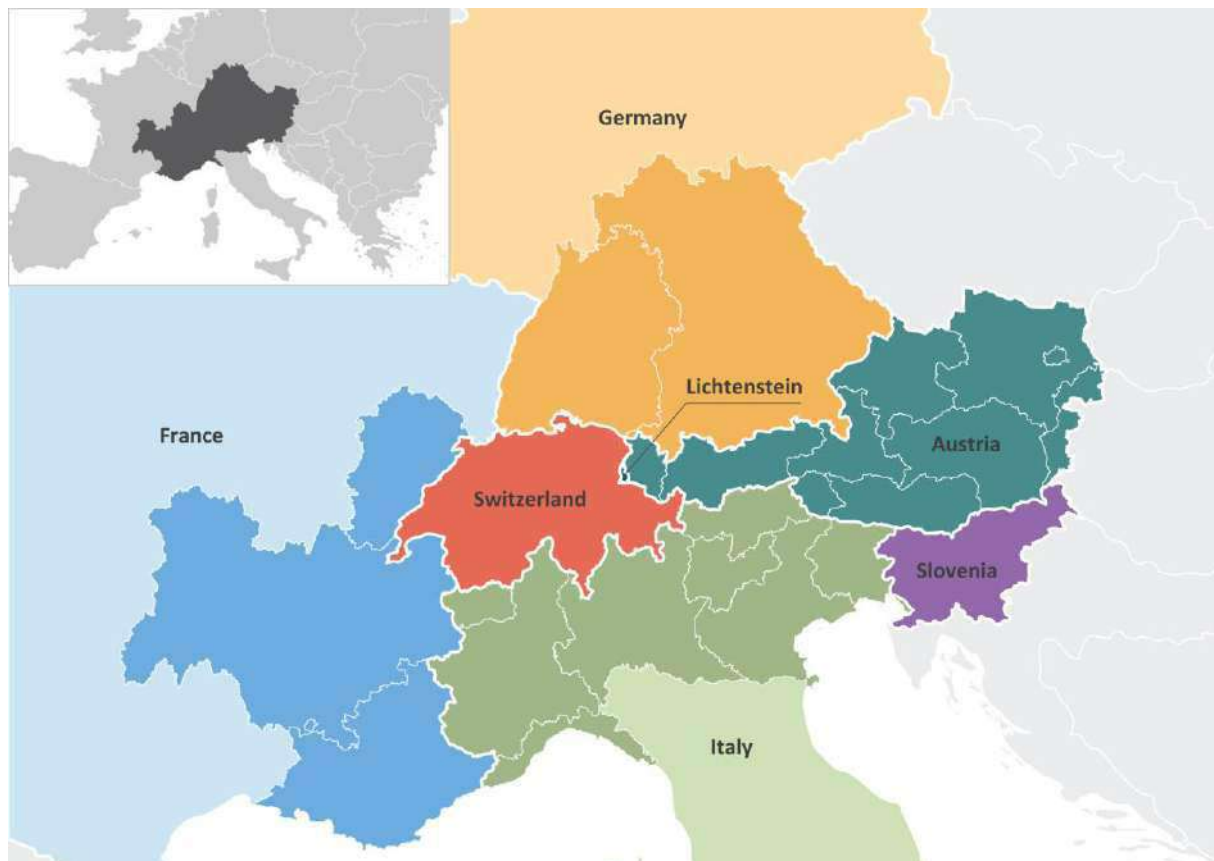 Germany
Lichtenstein
France
Austria
Switzerland
Slovenia
Italy